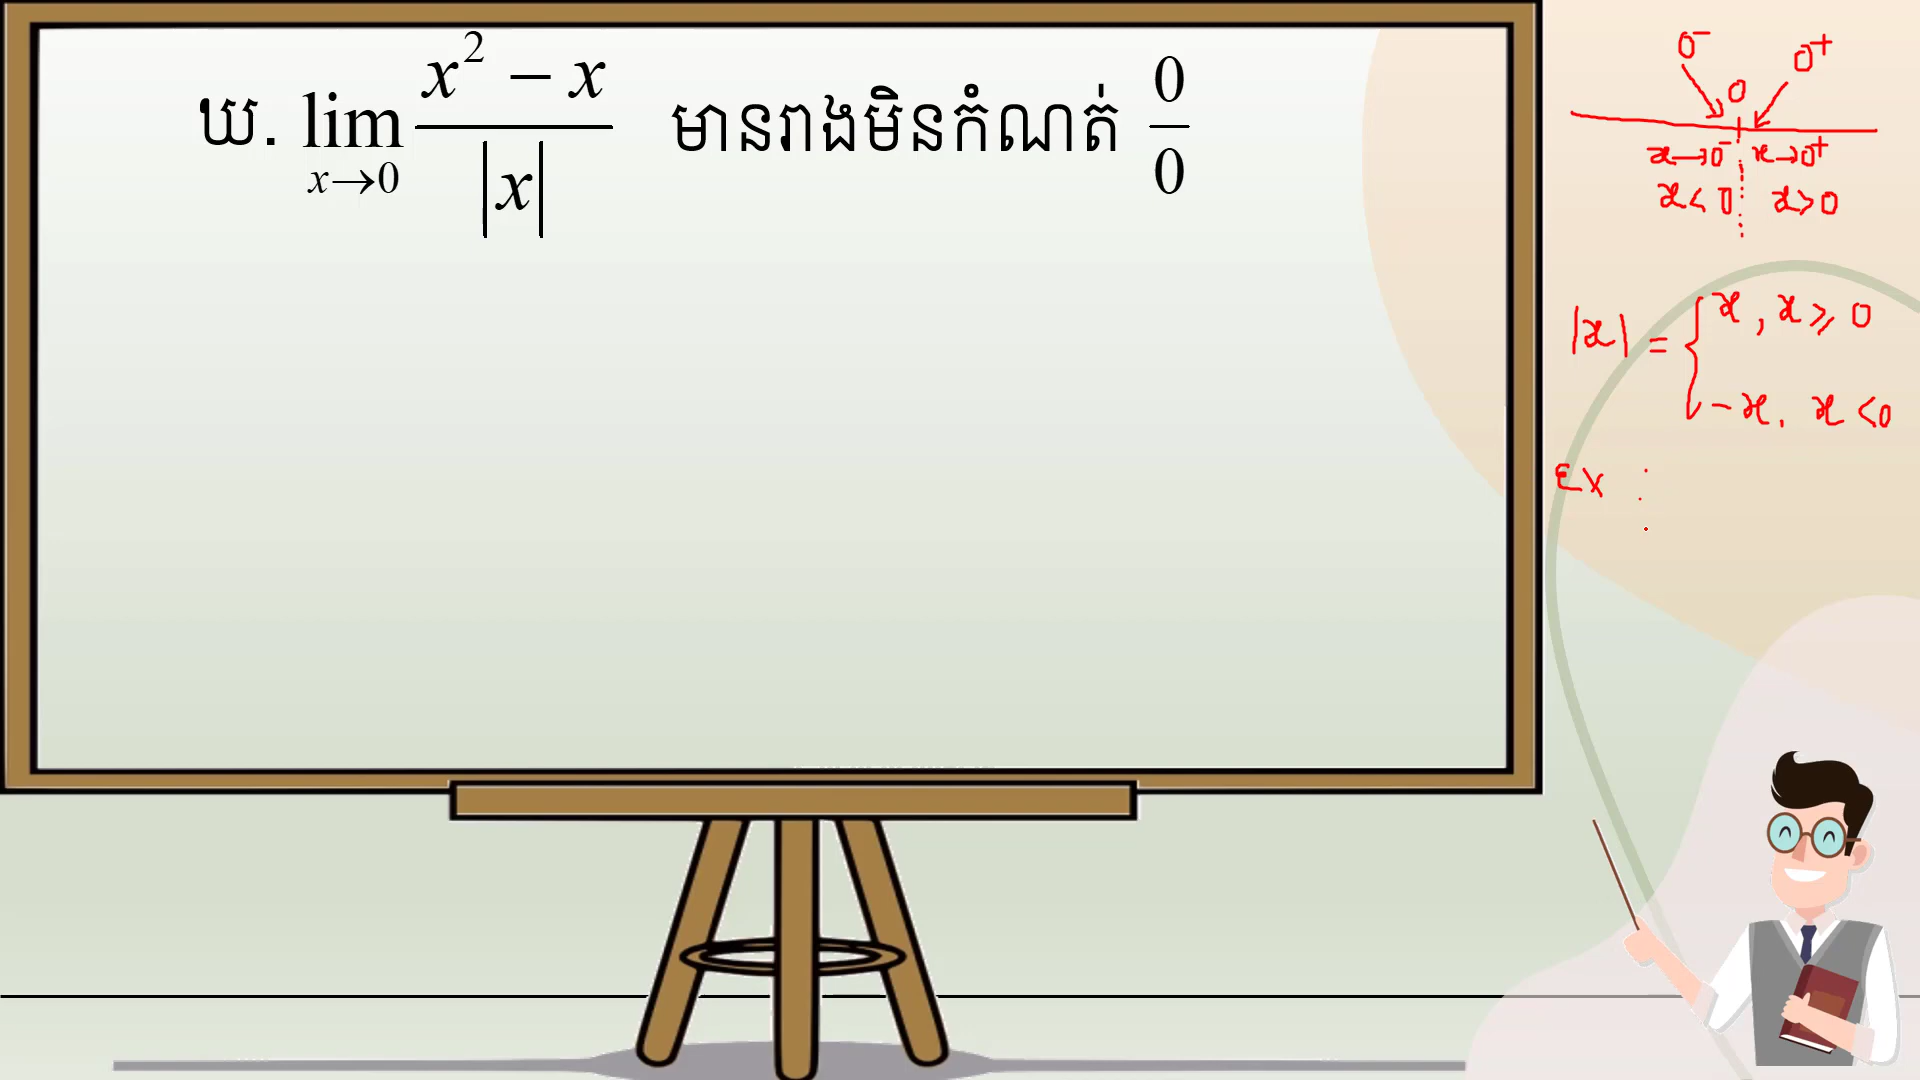 ឃ. lim x→0 (x² − x)/|x| មានរាងមិនកំណត់ 0/0
0⁻ 0⁺
0
x→0⁻ x→0⁺
x<0 x>0
|x| = { x , x ⩾ 0
−x , x <0
Ex :